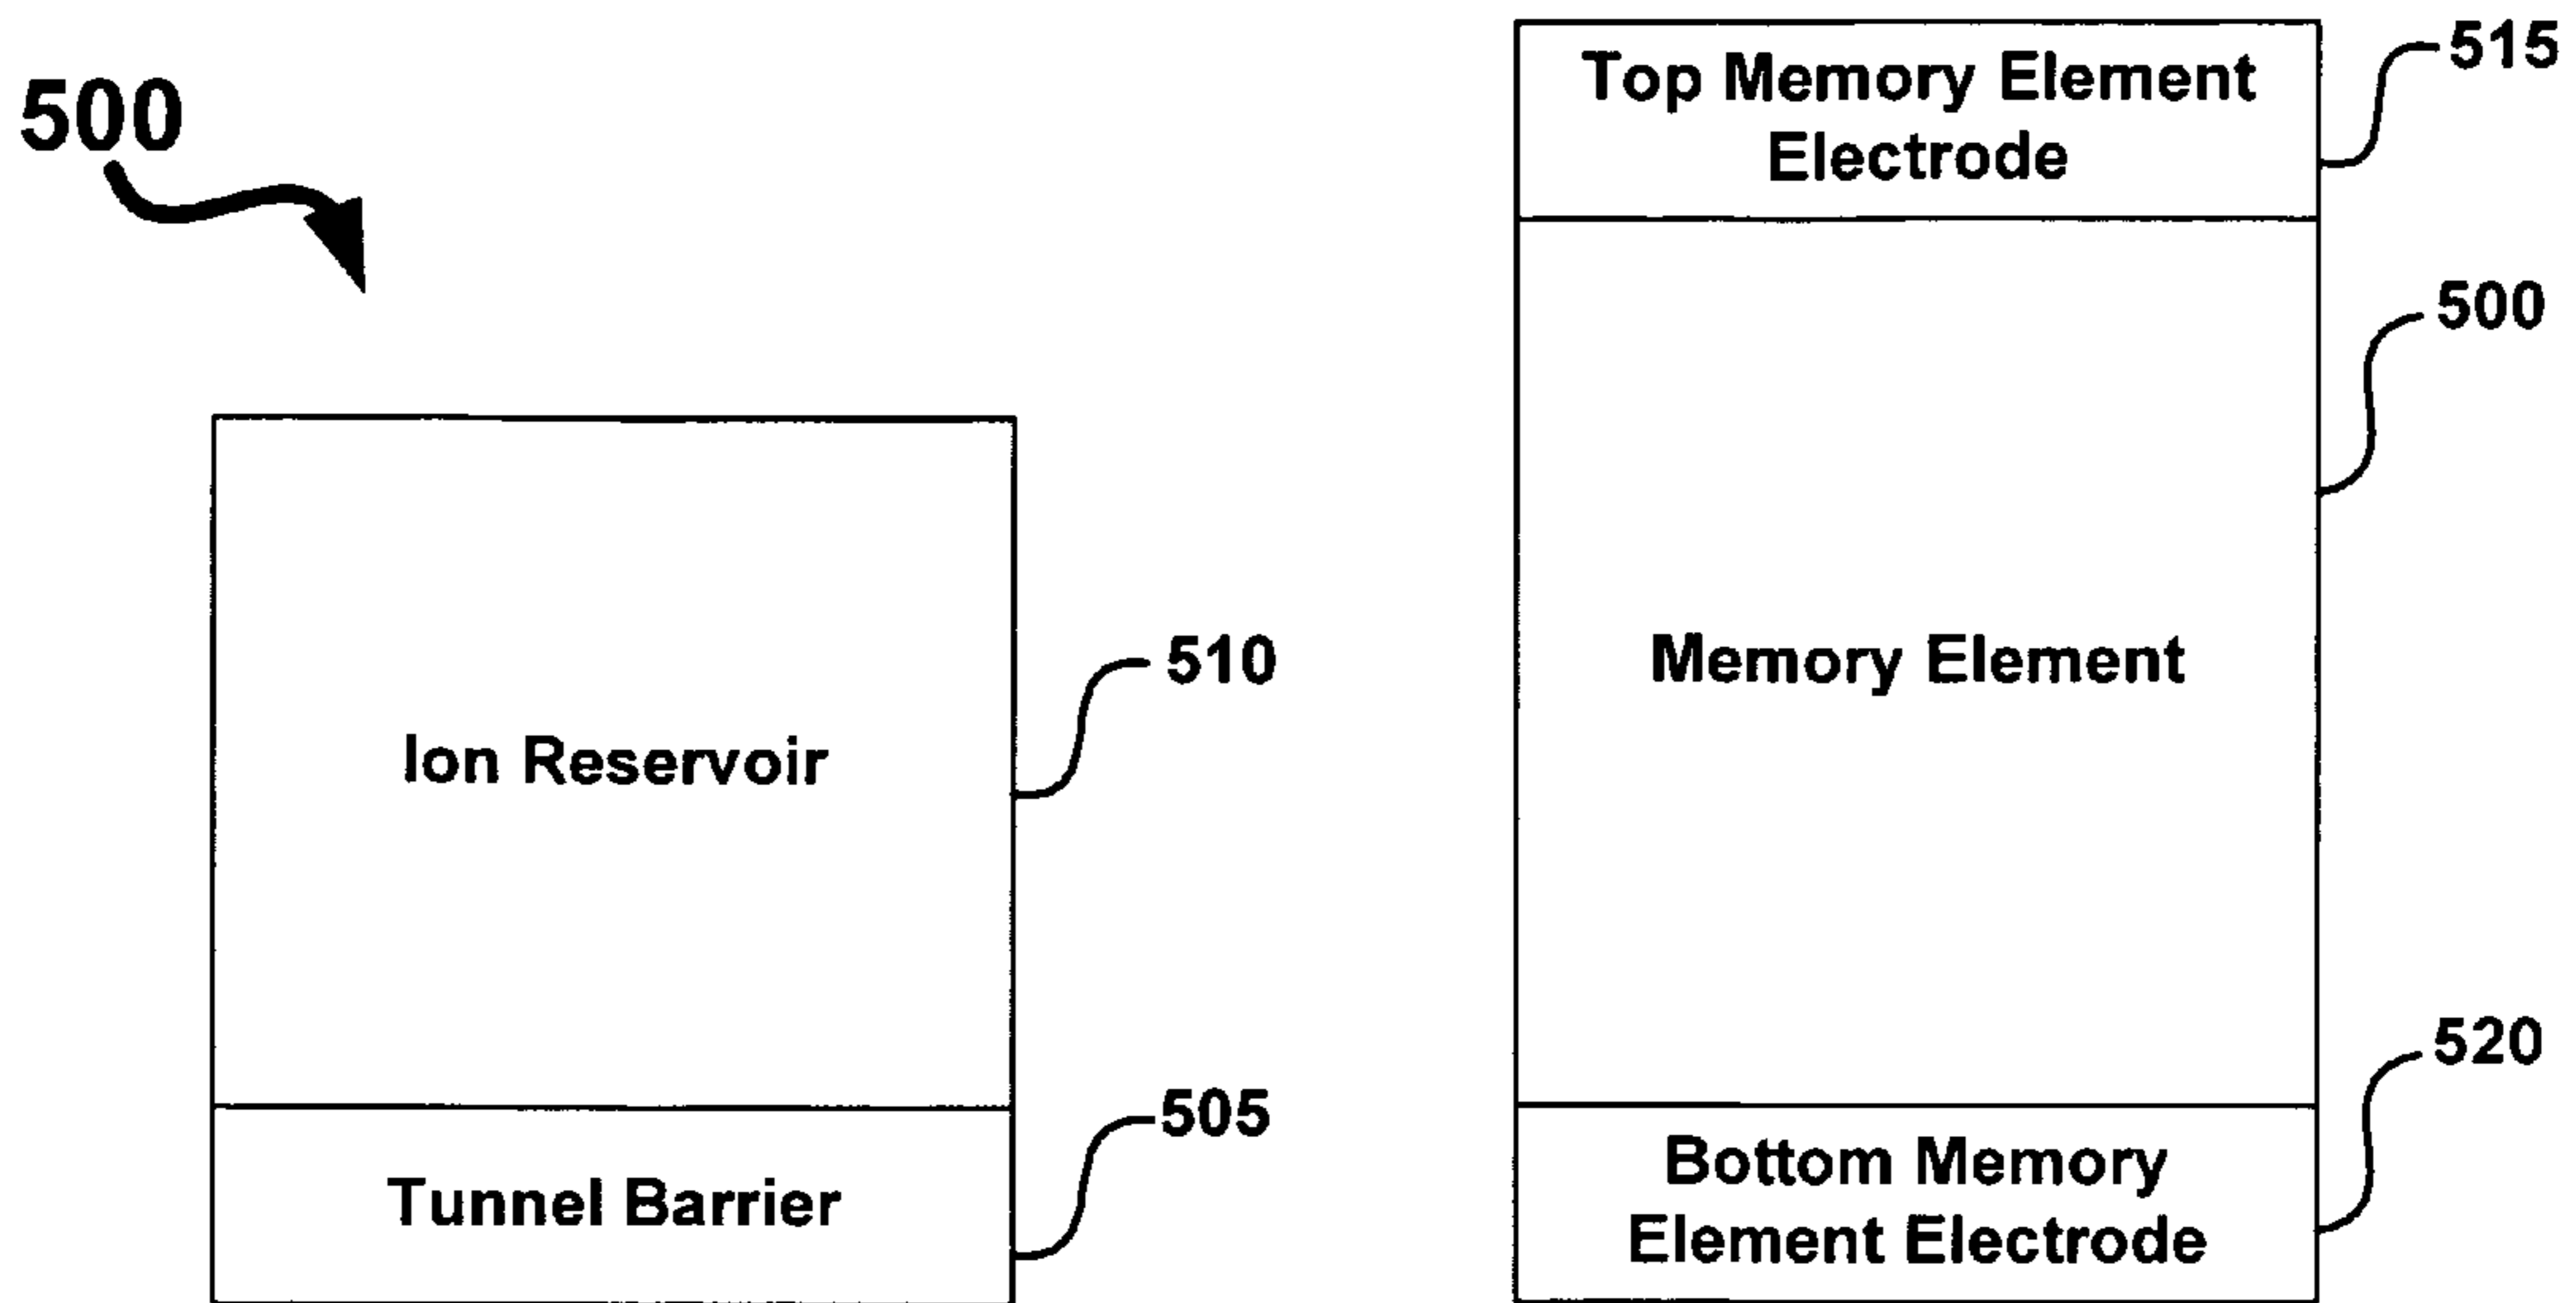 500
Ion Reservoir
510
Tunnel Barrier
505
Top Memory Element
Electrode
515
500
Memory Element
Bottom Memory
Element Electrode
520